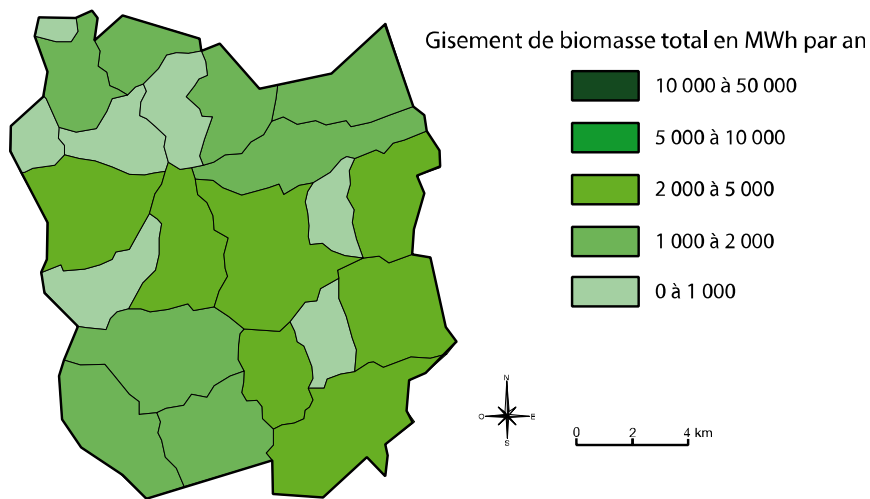 Gisement de biomasse total en MWh par an
10 000 à 50 000
5 000 à 10 000
2 000 à 5 000
1 000 à 2 000
0 à 1 000
N
O E
S
0 2 4 km